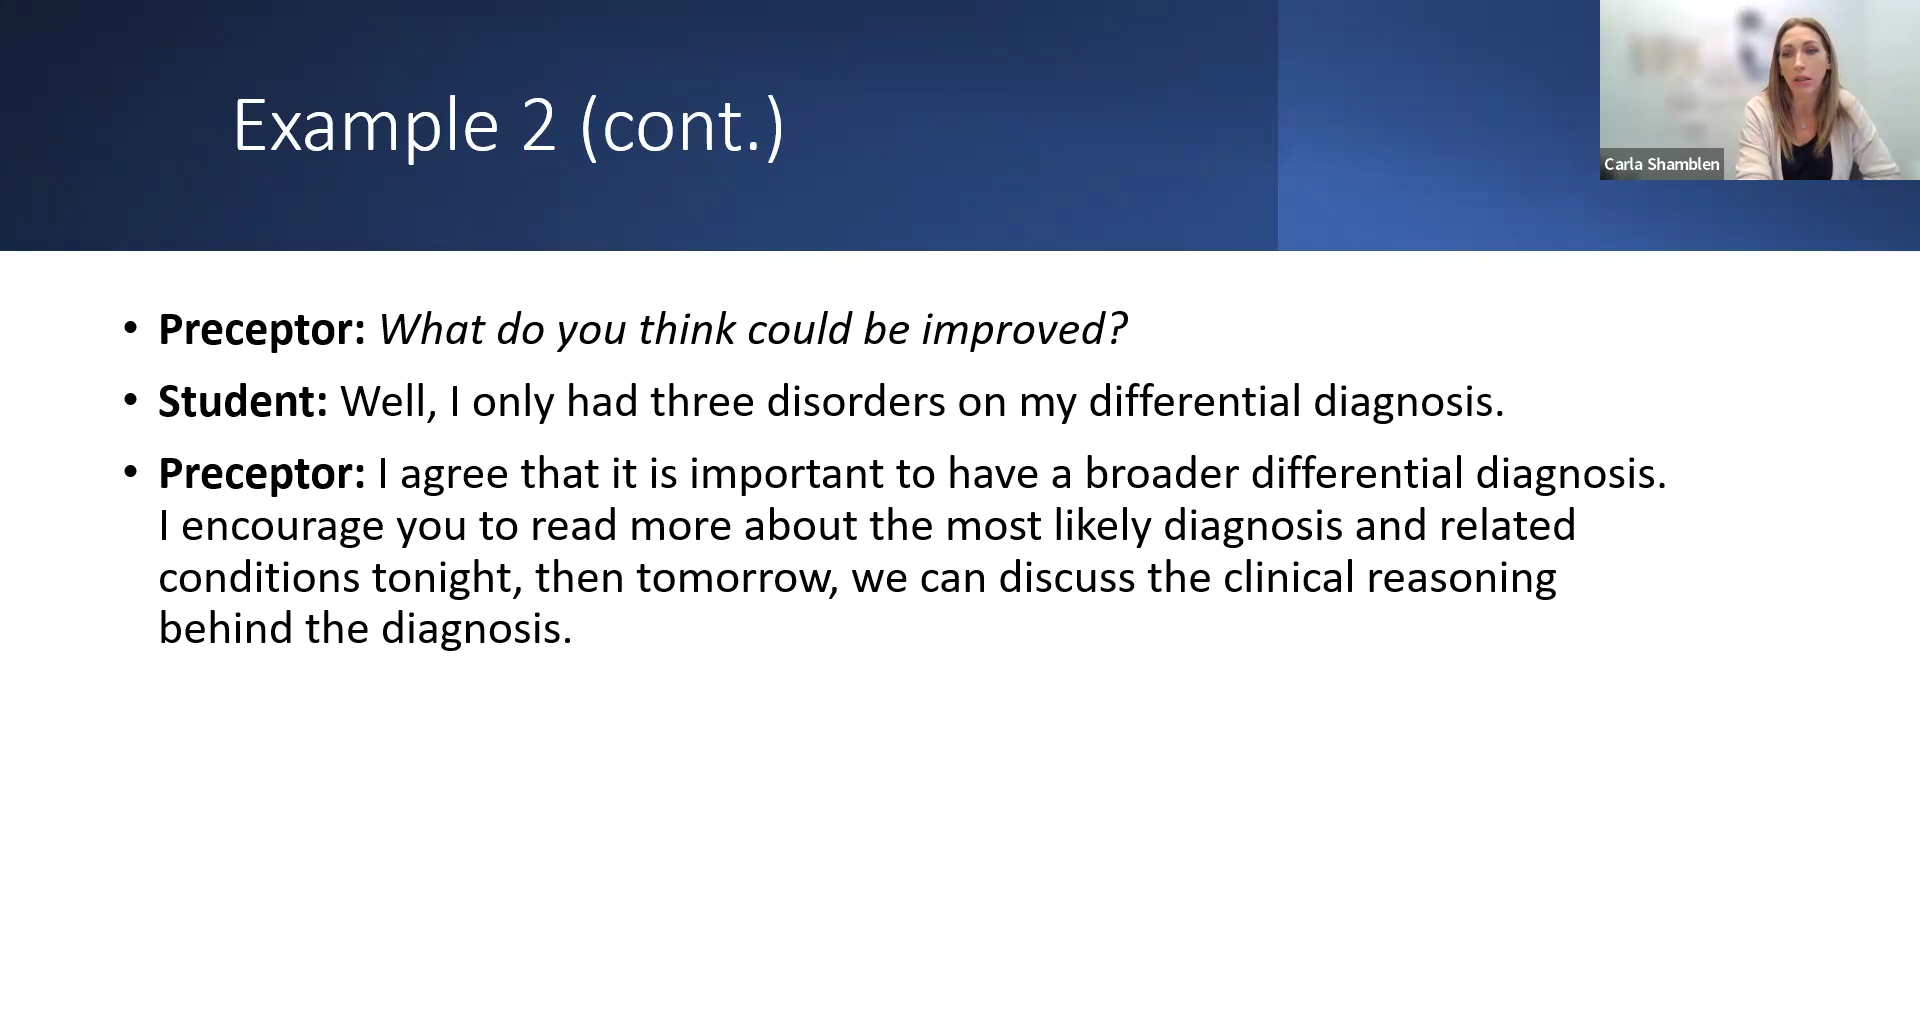 Example 2 (cont.)
Carla Shamblen
• Preceptor: What do you think could be improved?
• Student: Well, I only had three disorders on my differential diagnosis.
• Preceptor: I agree that it is important to have a broader differential diagnosis.
I encourage you to read more about the most likely diagnosis and related
conditions tonight, then tomorrow, we can discuss the clinical reasoning
behind the diagnosis.